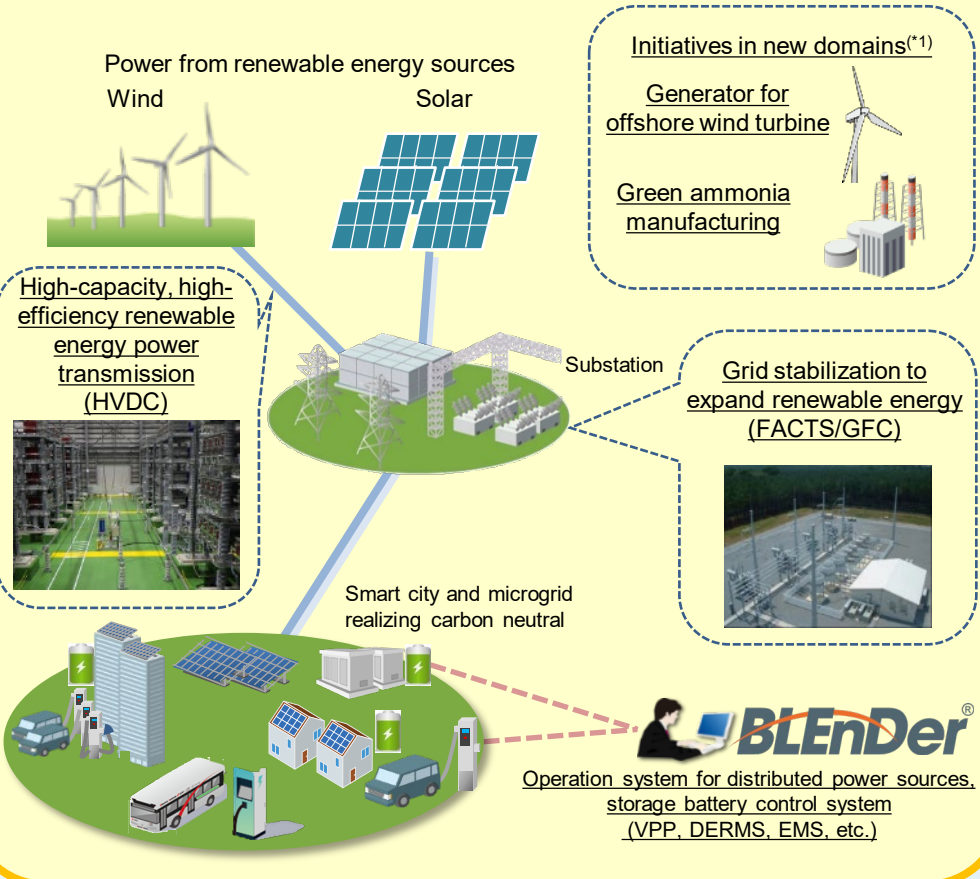 Power from renewable energy sources
Wind
Solar
Initiatives in new domains(*1)
Generator for
offshore wind turbine
Green ammonia
manufacturing
High-capacity, high-
efficiency renewable
energy power
transmission
(HVDC)
Substation
Grid stabilization to
expand renewable energy
(FACTS/GFC)
Smart city and microgrid
realizing carbon neutral
BLEnDer®
Operation system for distributed power sources,
storage battery control system
(VPP, DERMS, EMS, etc.)